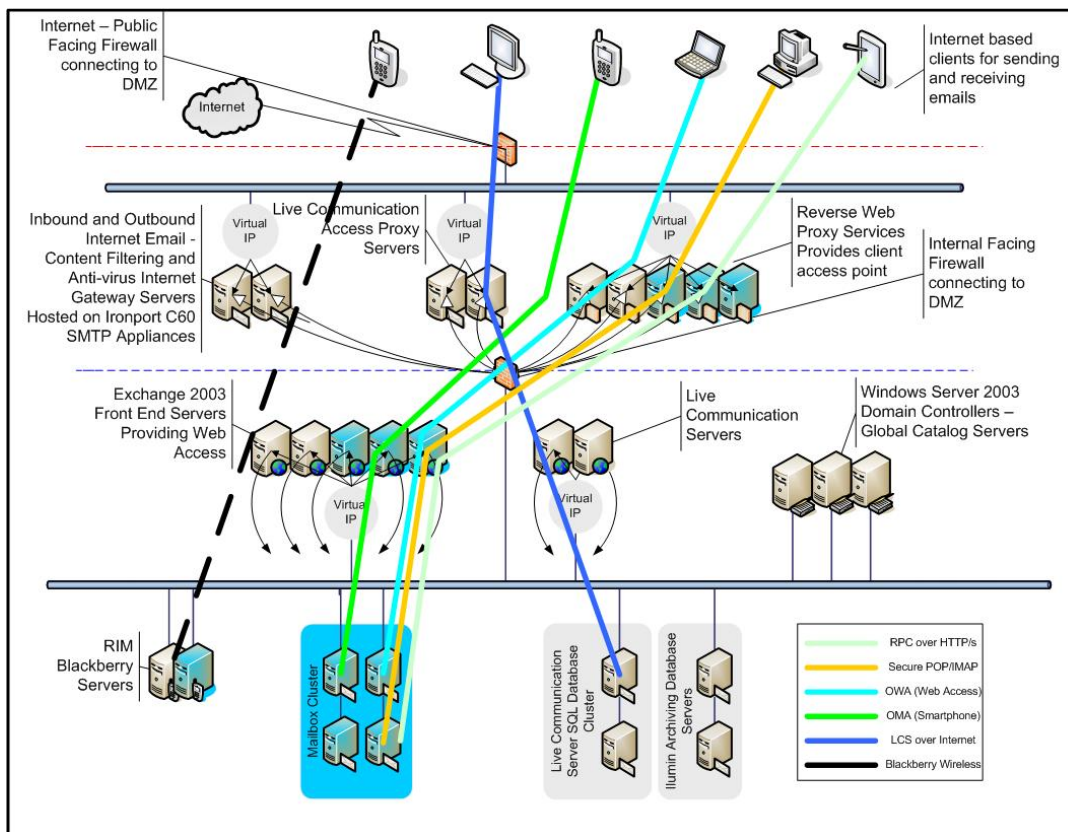 Internet – Public
Facing Firewall
connecting to
DMZ
Internet
Internet based
clients for sending
and receiving
emails
Inbound and Outbound
Internet Email -
Content Filtering and
Anti-virus Internet
Gateway Servers
Hosted on Ironport C60
SMTP Appliances
Virtual
IP
Live Communication
Access Proxy
Servers
Virtual
IP
Virtual
IP
Reverse Web
Proxy Services
Provides client
access point
Internal Facing
Firewall
connecting to
DMZ
Exchange 2003
Front End Servers
Providing Web
Access
Virtual
IP
Live
Communication
Servers
Virtual
IP
Windows Server 2003
Domain Controllers –
Global Catalog Servers
RIM
Blackberry
Servers
Mailbox Cluster
Live Communication
Server SQL Database
Cluster
Ilumin Archiving Database
Servers
RPC over HTTP/s
Secure POP/IMAP
OWA (Web Access)
OMA (Smartphone)
LCS over Internet
Blackberry Wireless